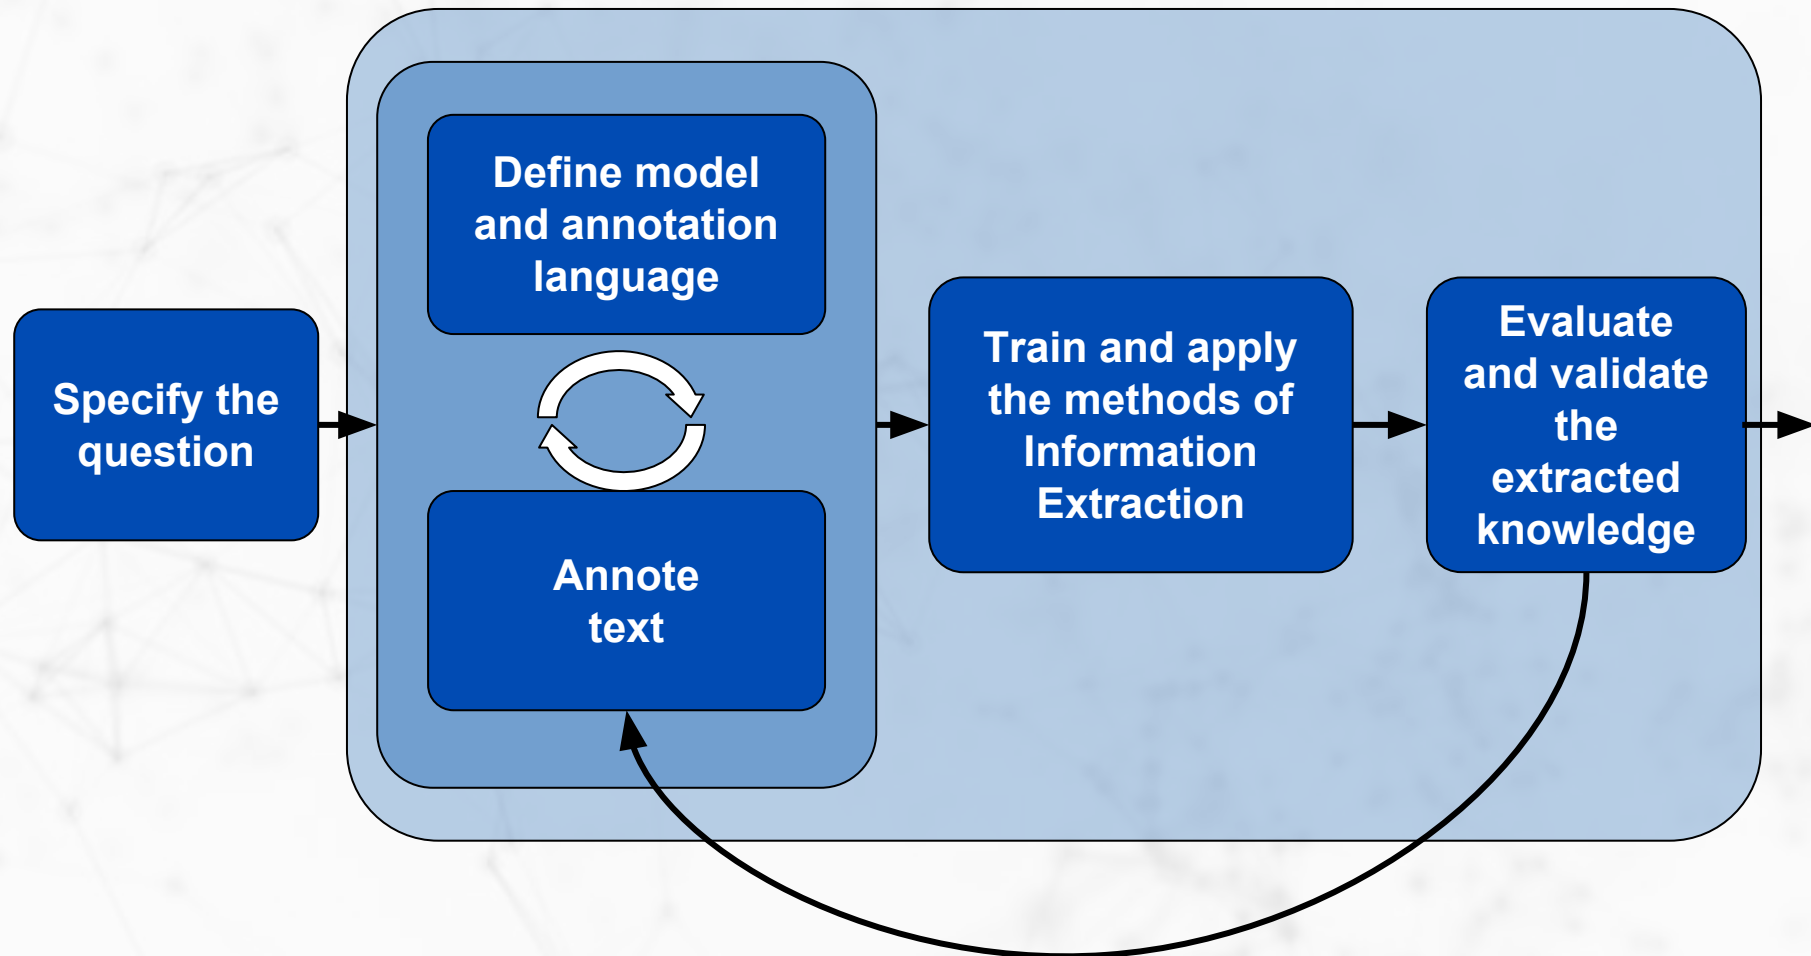 Specify the
question
Define model
and annotation
language
Annote
text
Train and apply
the methods of
Information
Extraction
Evaluate
and validate
the
extracted
knowledge